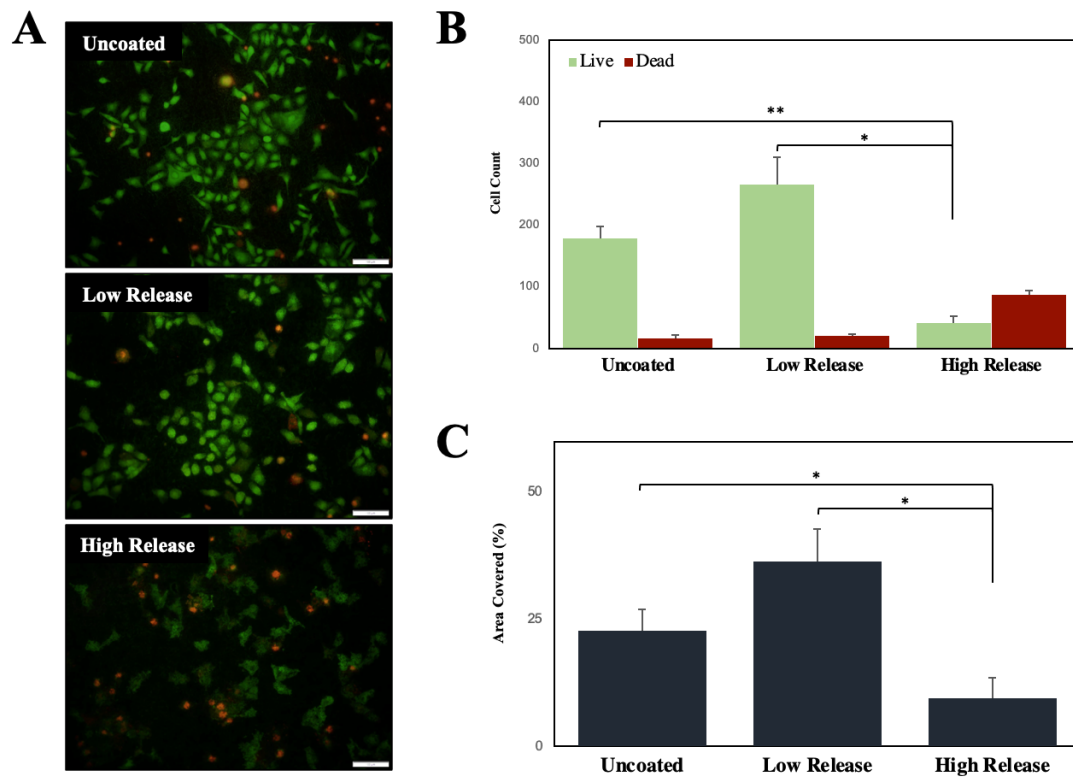 A
Uncoated
Low Release
High Release
B
500
400
300
200
100
0
Cell Count
Live Dead
**
*
Uncoated Low Release High Release
C
50
25
0
Area Covered (%)
*
*
Uncoated Low Release High Release